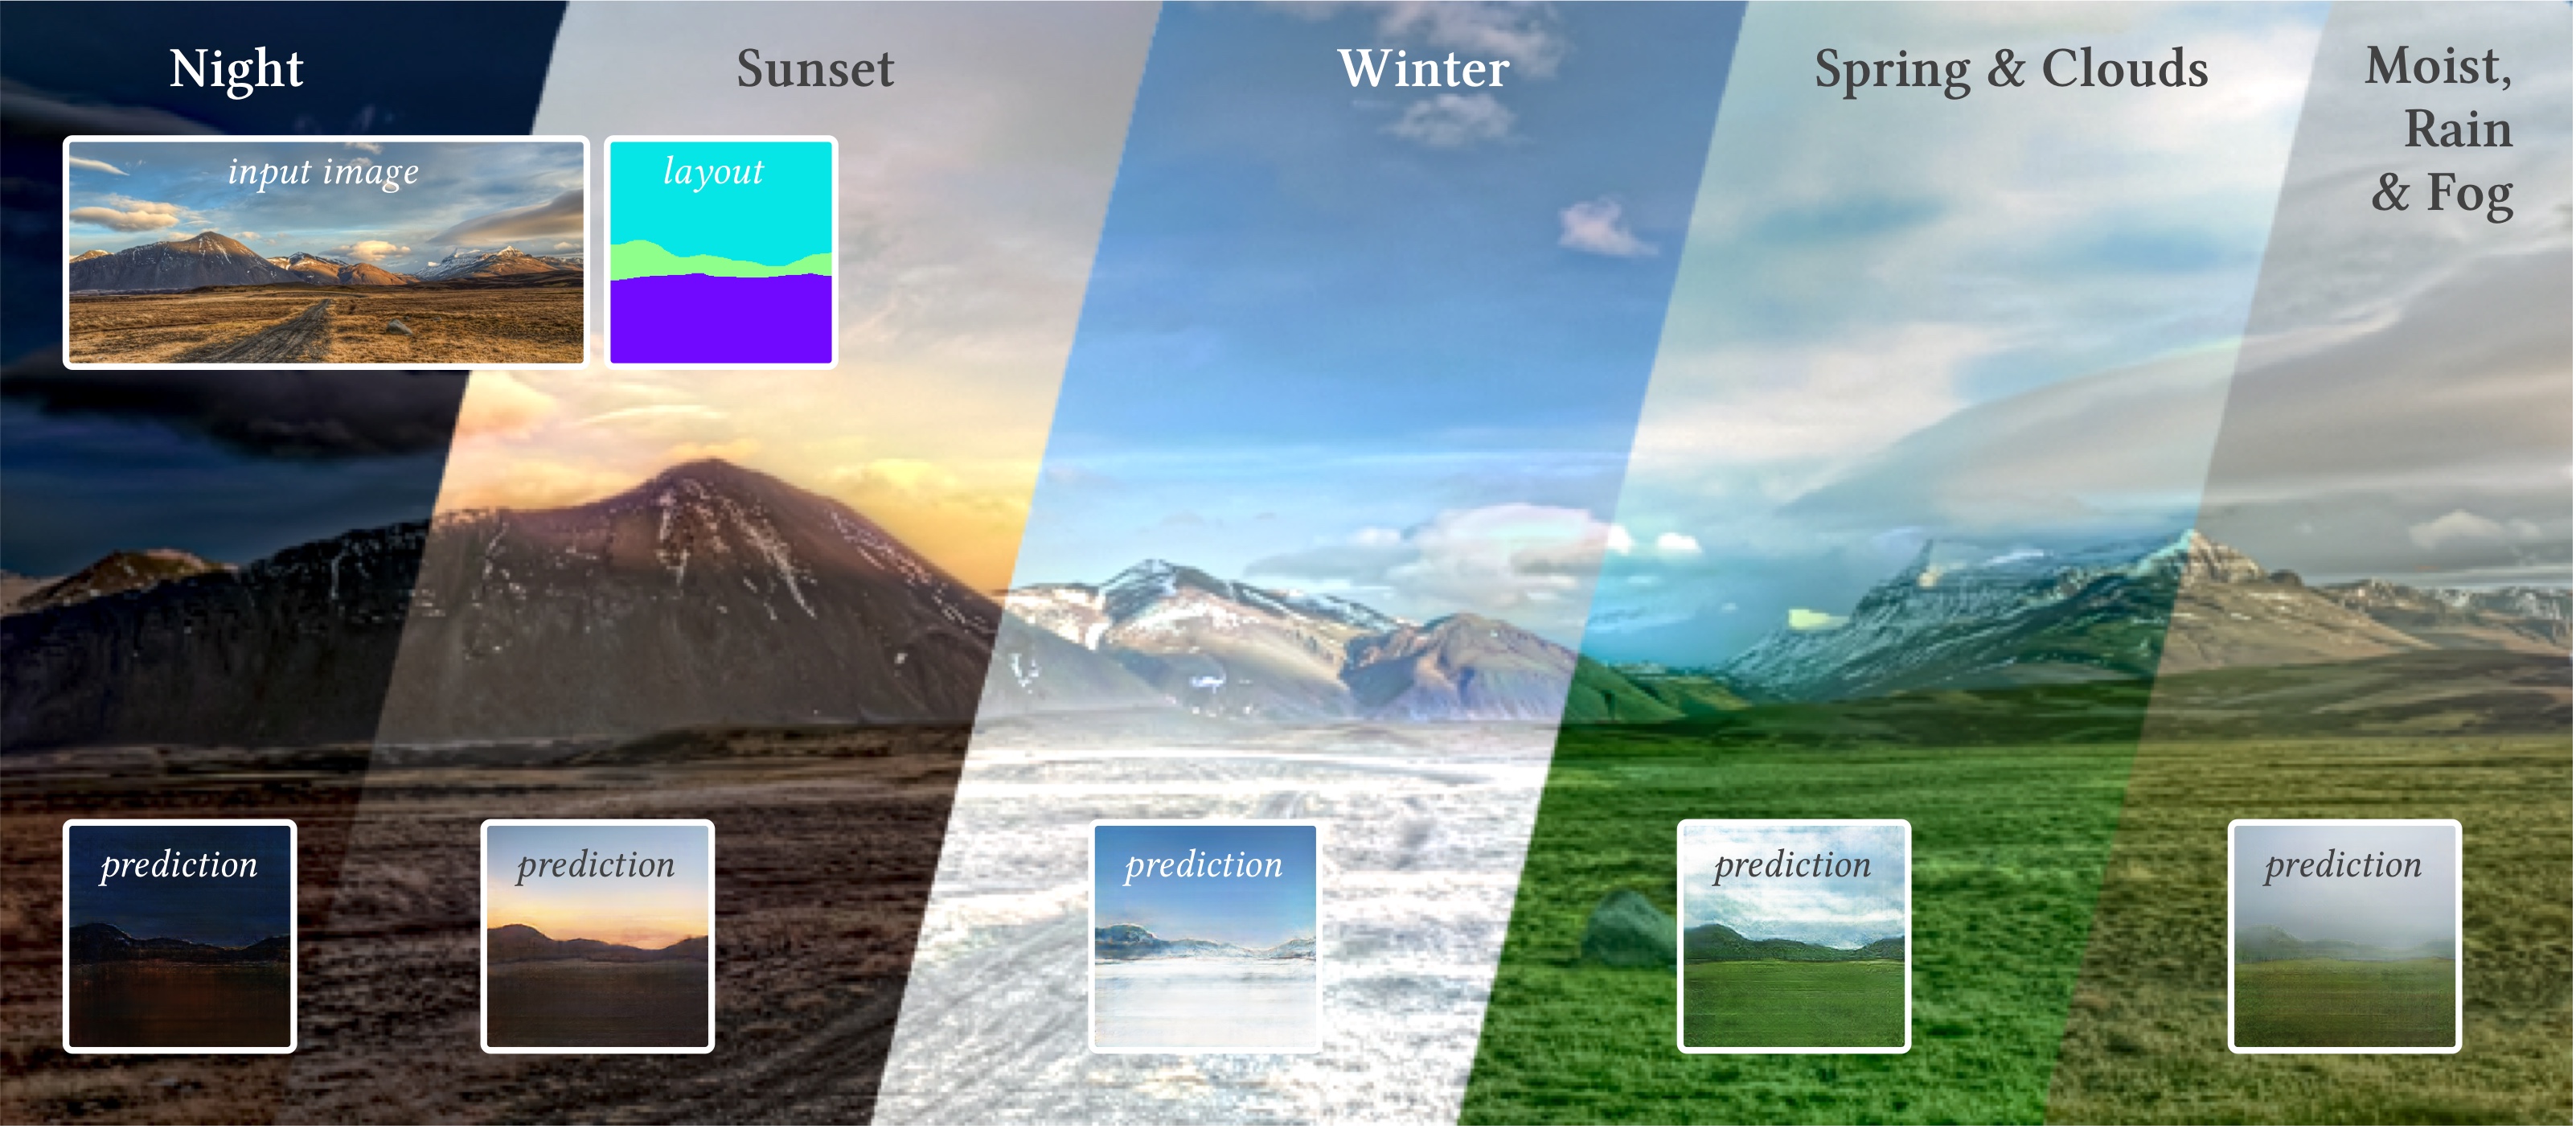 Night
Sunset
Winter
Spring & Clouds
Moist,
Rain
& Fog
input image
layout
prediction
prediction
prediction
prediction
prediction